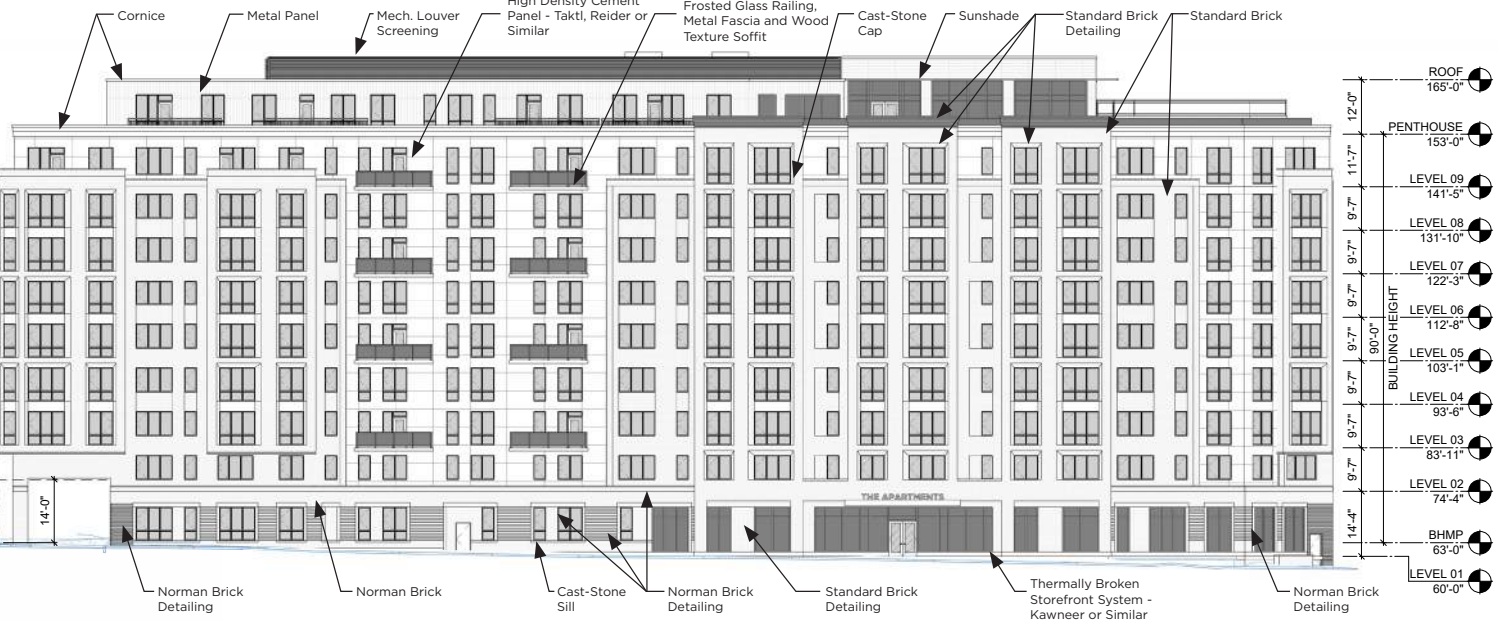 Cornice
Metal Panel
Mech. Louver
Screening
High Density Cement
Panel - Taktl, Reider or
Similar
Frosted Glass Railing,
Metal Fascia and Wood
Texture Soffit
Cast-Stone
Cap
Sunshade
Standard Brick
Detailing
Standard Brick
ROOF
165'-0"
12'-0"
PENTHOUSE
153'-0"
11'-7"
LEVEL 09
141'-5"
9'-7"
LEVEL 08
131'-10"
9'-7"
LEVEL 07
122'-3"
9'-7"
LEVEL 06
112'-8"
9'-7"
90'-0"
BUILDING HEIGHT
LEVEL 05
103'-1"
9'-7"
LEVEL 04
93'-6"
9'-7"
LEVEL 03
83'-11"
9'-7"
LEVEL 02
74'-4"
14'-4"
BHMP
63'-0"
LEVEL 01
60'-0"
14'-0"
THE APARTMENTS
Norman Brick
Detailing
Norman Brick
Cast-Stone
Sill
Norman Brick
Detailing
Standard Brick
Detailing
Thermally Broken
Storefront System -
Kawneer or Similar
Norman Brick
Detailing